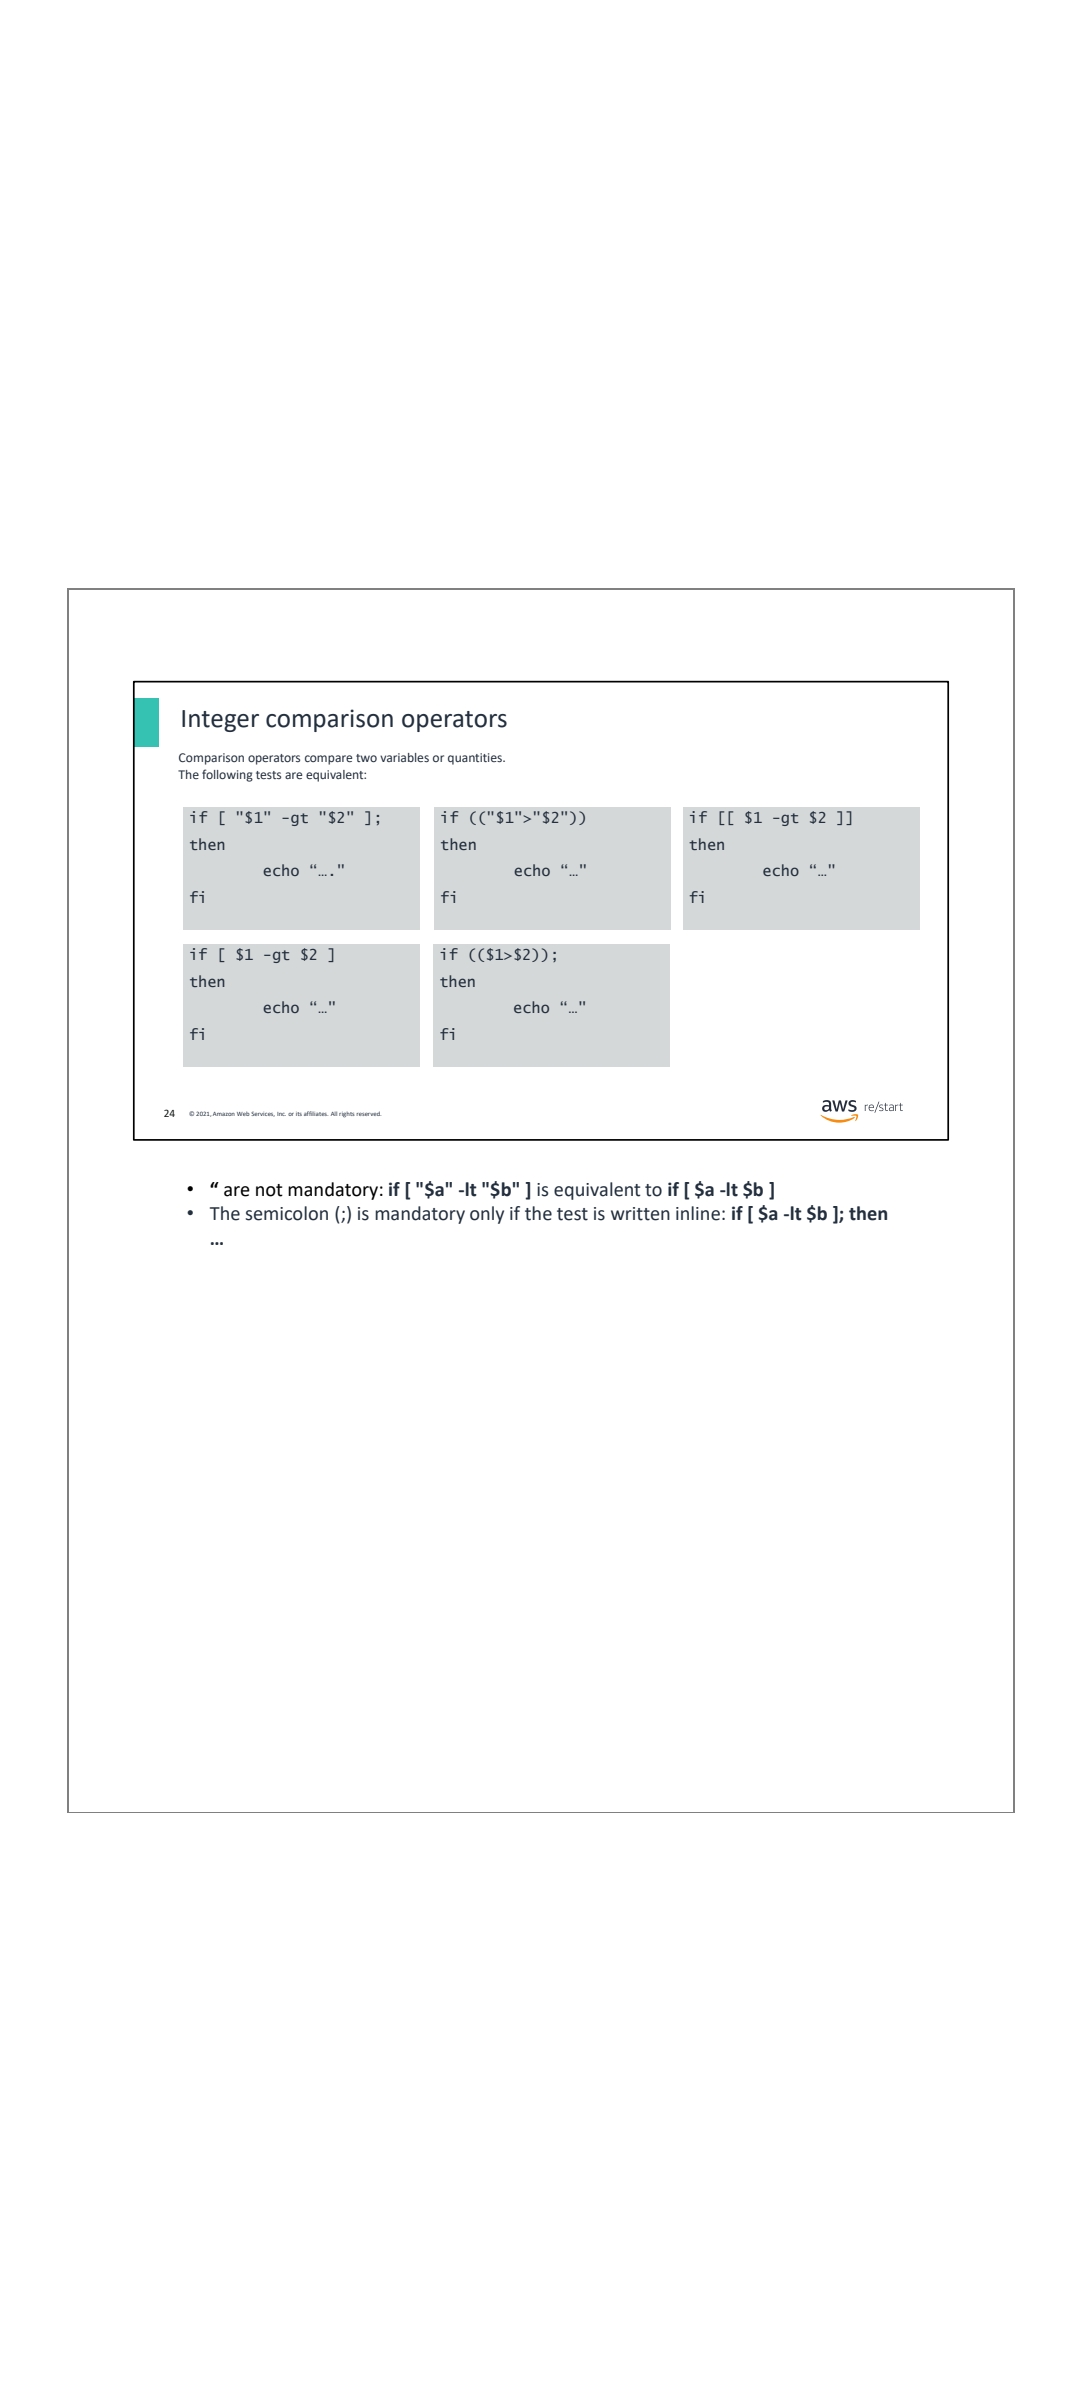 Integer comparison operators
Comparison operators compare two variables or quantities.
The following tests are equivalent:
if [ "$1" -gt "$2" ];
then
echo “…."
fi
if (("$1">"$2"))
then
echo “…"
fi
if [[ $1 -gt $2 ]]
then
echo “…"
fi
if [ $1 -gt $2 ]
then
echo “…"
fi
if (($1>$2));
then
echo “…"
fi
24 © 2021, Amazon Web Services, Inc. or its affiliates. All rights reserved.
aws re/start
• “ are not mandatory: if [ "$a" -lt "$b" ] is equivalent to if [ $a -lt $b ]
• The semicolon (;) is mandatory only if the test is written inline: if [ $a -lt $b ]; then
…